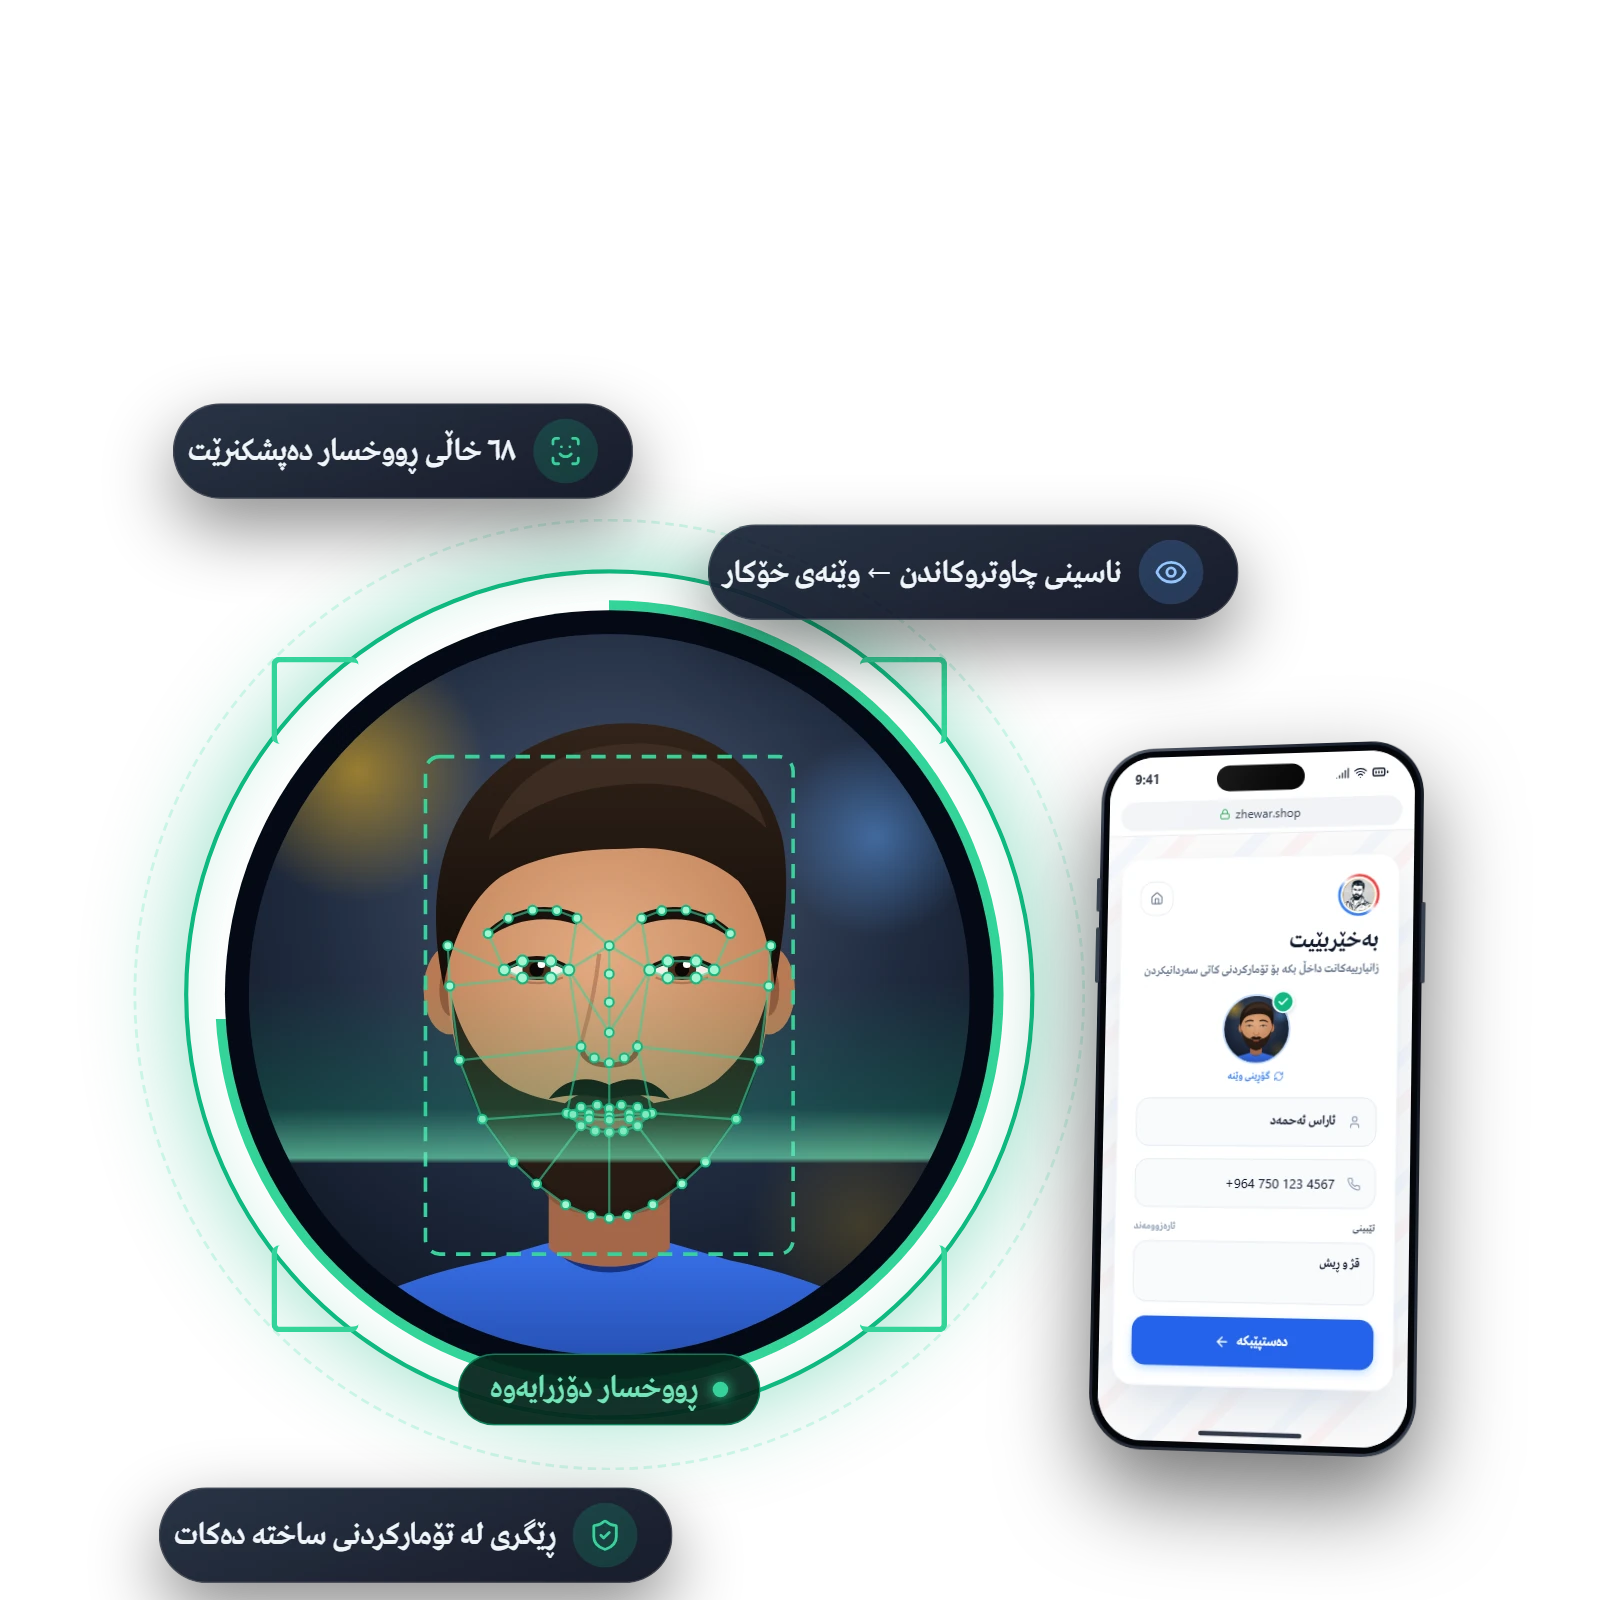 ٦٨ خاڵی ڕووخسار دەپشکنرێت
ناسینی چاوتروکاندن ← وێنەی خۆکار
9:41
zhewar.shop
بەخێربێیت
زانیارییەکانت داخڵ بکە بۆ تۆمارکردنی کاتی سەردانیکردن
گۆڕینی وێنە
ئاراس ئەحمەد
+964 750 123 4567
تێبینی
ئارەزوومەند
قژ و ڕیش
دەستپێبکە ←
ڕووخسار دۆزرایەوە
ڕێگری لە تۆمارکردنی ساختە دەکات